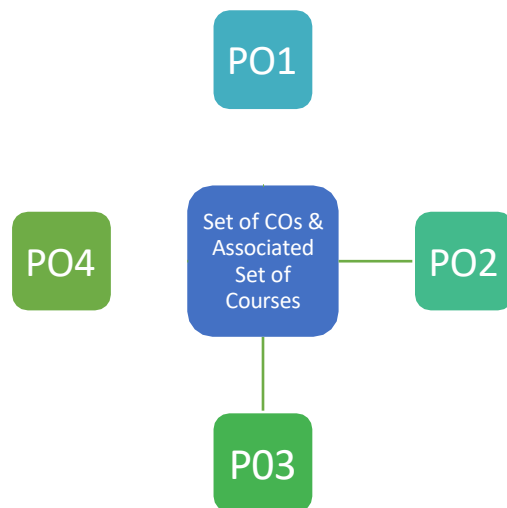 PO1
Set of COs &
Associated
Set of
Courses
PO4
PO2
P03